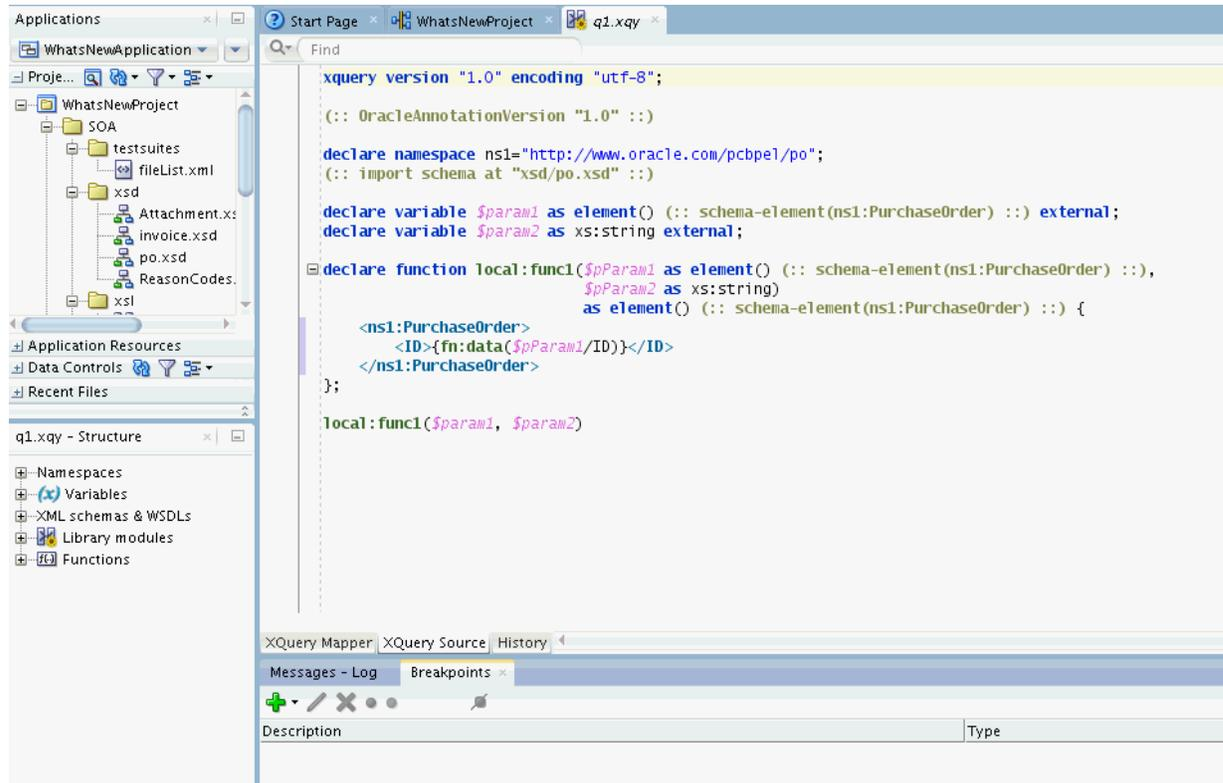 Applications
WhatsNewApplication
Proje...
WhatsNewProject
SOA
testsuites
fileList.xml
xsd
Attachment.xs
invoice.xsd
po.xsd
ReasonCodes.
xsl
Application Resources
Data Controls
Recent Files
q1.xqy - Structure
Namespaces
(x) Variables
XML schemas & WSDLs
Library modules
f(·) Functions
Start Page
WhatsNewProject
q1.xqy
Find
xquery version "1.0" encoding "utf-8";
(:: OracleAnnotationVersion "1.0" ::)
declare namespace ns1="http://www.oracle.com/pcbpel/po";
(:: import schema at "xsd/po.xsd" ::)
declare variable $param1 as element() (:: schema-element(ns1:PurchaseOrder) ::) external;
declare variable $param2 as xs:string external;
declare function local:func1($pParam1 as element() (:: schema-element(ns1:PurchaseOrder) ::),
$pParam2 as xs:string)
as element() (:: schema-element(ns1:PurchaseOrder) ::) {
<ns1:PurchaseOrder>
<ID>{fn:data($pParam1/ID)}</ID>
</ns1:PurchaseOrder>
};
local:func1($param1, $param2)
XQuery Mapper XQuery Source History
Messages - Log Breakpoints
Description Type